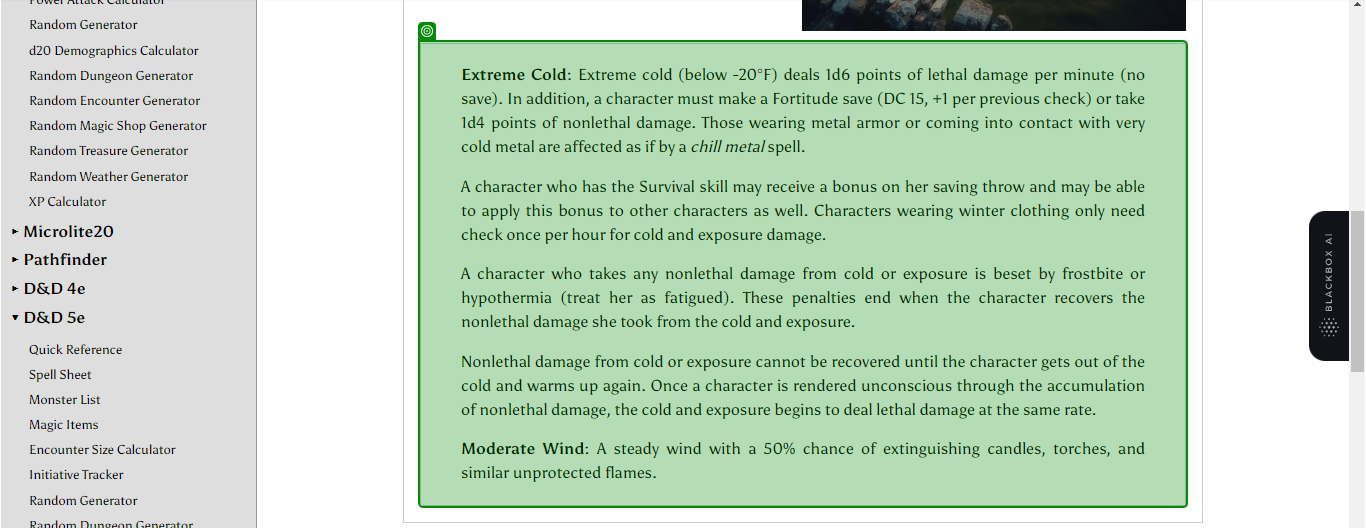 Power Attack Calculator
Random Generator
d20 Demographics Calculator
Random Dungeon Generator
Random Encounter Generator
Random Magic Shop Generator
Random Treasure Generator
Random Weather Generator
XP Calculator
Microlite20
Pathfinder
D&D 4e
D&D 5e
Quick Reference
Spell Sheet
Monster List
Magic Items
Encounter Size Calculator
Initiative Tracker
Random Generator
Random Dungeon Generator
Extreme Cold: Extreme cold (below -20°F) deals 1d6 points of lethal damage per minute (no
save). In addition, a character must make a Fortitude save (DC 15, +1 per previous check) or take
1d4 points of nonlethal damage. Those wearing metal armor or coming into contact with very
cold metal are affected as if by a chill metal spell.
A character who has the Survival skill may receive a bonus on her saving throw and may be able
to apply this bonus to other characters as well. Characters wearing winter clothing only need
check once per hour for cold and exposure damage.
A character who takes any nonlethal damage from cold or exposure is beset by frostbite or
hypothermia (treat her as fatigued). These penalties end when the character recovers the
nonlethal damage she took from the cold and exposure.
Nonlethal damage from cold or exposure cannot be recovered until the character gets out of the
cold and warms up again. Once a character is rendered unconscious through the accumulation
of nonlethal damage, the cold and exposure begins to deal lethal damage at the same rate.
Moderate Wind: A steady wind with a 50% chance of extinguishing candles, torches, and
similar unprotected flames.
BLACKBOX AI